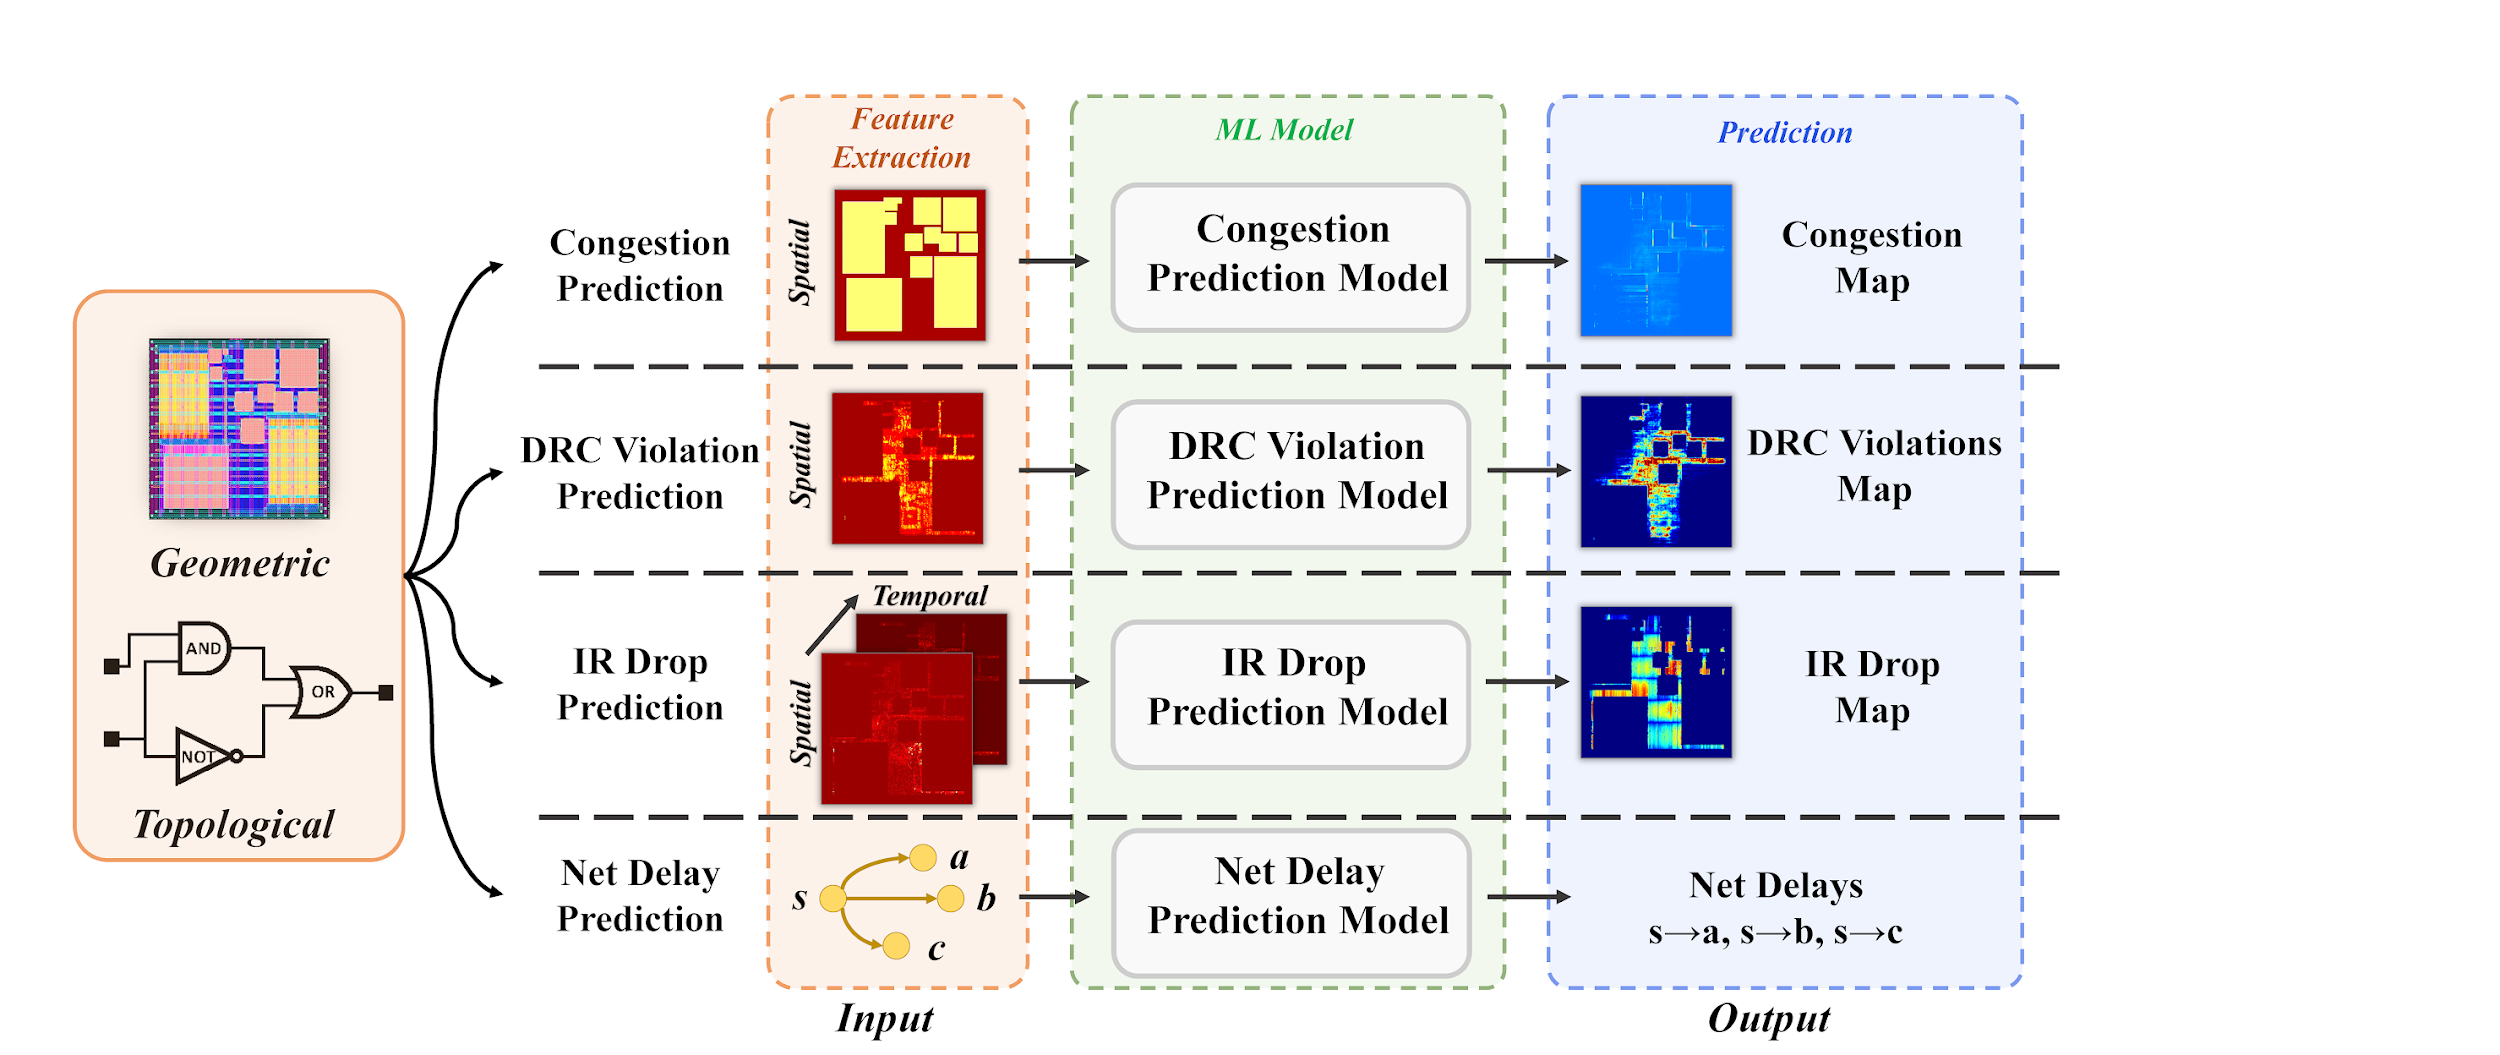 Geometric
AND
OR
NOT
Topological
Congestion
Prediction
DRC Violation
Prediction
IR Drop
Prediction
Net Delay
Prediction
Feature
Extraction
Spatial
Spatial
Temporal
Spatial
s
a
b
c
Input
ML Model
Congestion
Prediction Model
DRC Violation
Prediction Model
IR Drop
Prediction Model
Net Delay
Prediction Model
Prediction
Congestion
Map
DRC Violations
Map
IR Drop
Map
Net Delays
s→a, s→b, s→c
Output